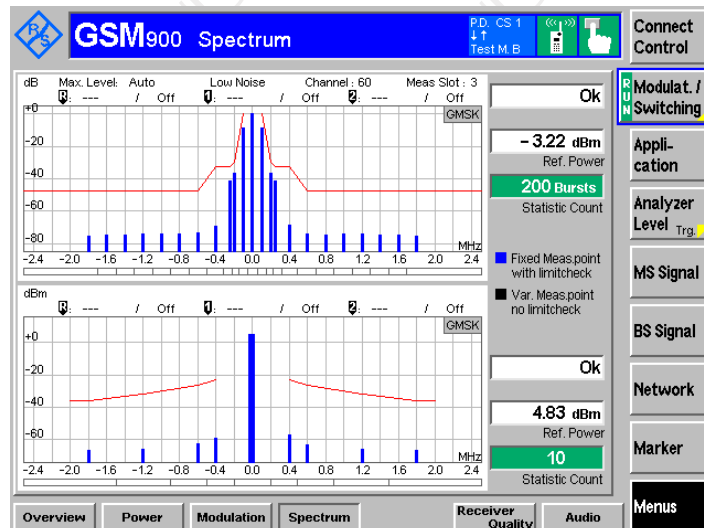 R S
GSM900 Spectrum
P.D. CS 1
↓↑
Test M. B
Connect
Control
dB Max. Level: Auto Low Noise Channel : 60 Meas Slot : 3
R: --- / Off 1: --- / Off 2: --- / Off
GMSK
+0
-20
-40
-60
-80
MHz
-2.4 -2.0 -1.6 -1.2 -0.8 -0.4 0.0 0.4 0.8 1.2 1.6 2.0 2.4
Ok
-3.22 dBm
Ref. Power
200 Bursts
Statistic Count
Fixed Meas.point
with limitcheck
Var. Meas.point
no limitcheck
dBm
R: --- / Off 1: --- / Off 2: --- / Off
GMSK
+0
-20
-40
-60
MHz
-2.4 -2.0 -1.6 -1.2 -0.8 -0.4 0.0 0.4 0.8 1.2 1.6 2.0 2.4
Ok
4.83 dBm
Ref. Power
10
Statistic Count
RUN
Modulat. /
Switching
Appli-
cation
Analyzer
Level Trg.
MS Signal
BS Signal
Network
Marker
Menus
Overview Power Modulation Spectrum Receiver Quality Audio